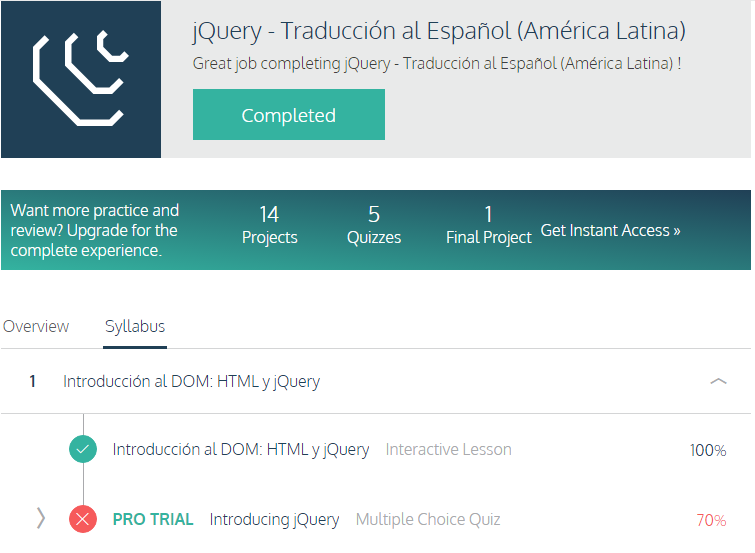 jQuery - Traducción al Español (América Latina)
Great job completing jQuery - Traducción al Español (América Latina) !
Completed
Want more practice and
review? Upgrade for the
complete experience.
14
Projects
5
Quizzes
1
Final Project
Get Instant Access »
Overview
Syllabus
1 Introducción al DOM: HTML y jQuery
Introducción al DOM: HTML y jQuery Interactive Lesson 100%
PRO TRIAL Introducing jQuery Multiple Choice Quiz 70%